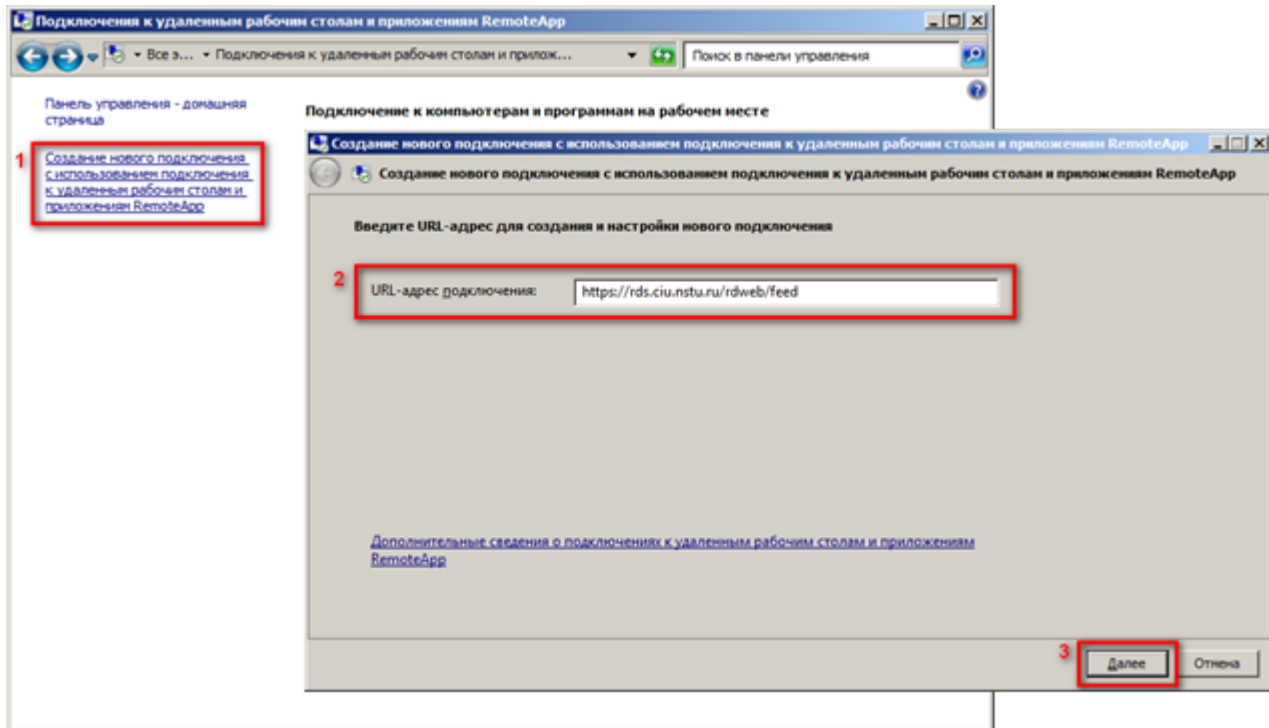 Подключения к удаленным рабочим столам и приложениям RemoteApp
Все э... Подключения к удаленным рабочим столам и прилож...
Поиск в панели управления
Панель управления - домашняя
страница
Подключение к компьютерам и программам на рабочем месте
1
Создание нового подключения
с использованием подключения
к удаленным рабочим столам и
приложениям RemoteApp
Создание нового подключения с использованием подключения к удаленным рабочим столам и приложениям RemoteApp
Создание нового подключения с использованием подключения к удаленным рабочим столам и приложениям RemoteApp
Введите URL-адрес для создания и настройки нового подключения
2
URL-адрес подключения:
https://rds.ciu.nstu.ru/rdweb/feed
Дополнительные сведения о подключениях к удаленным рабочим столам и приложениям
RemoteApp
3
Далее
Отмена